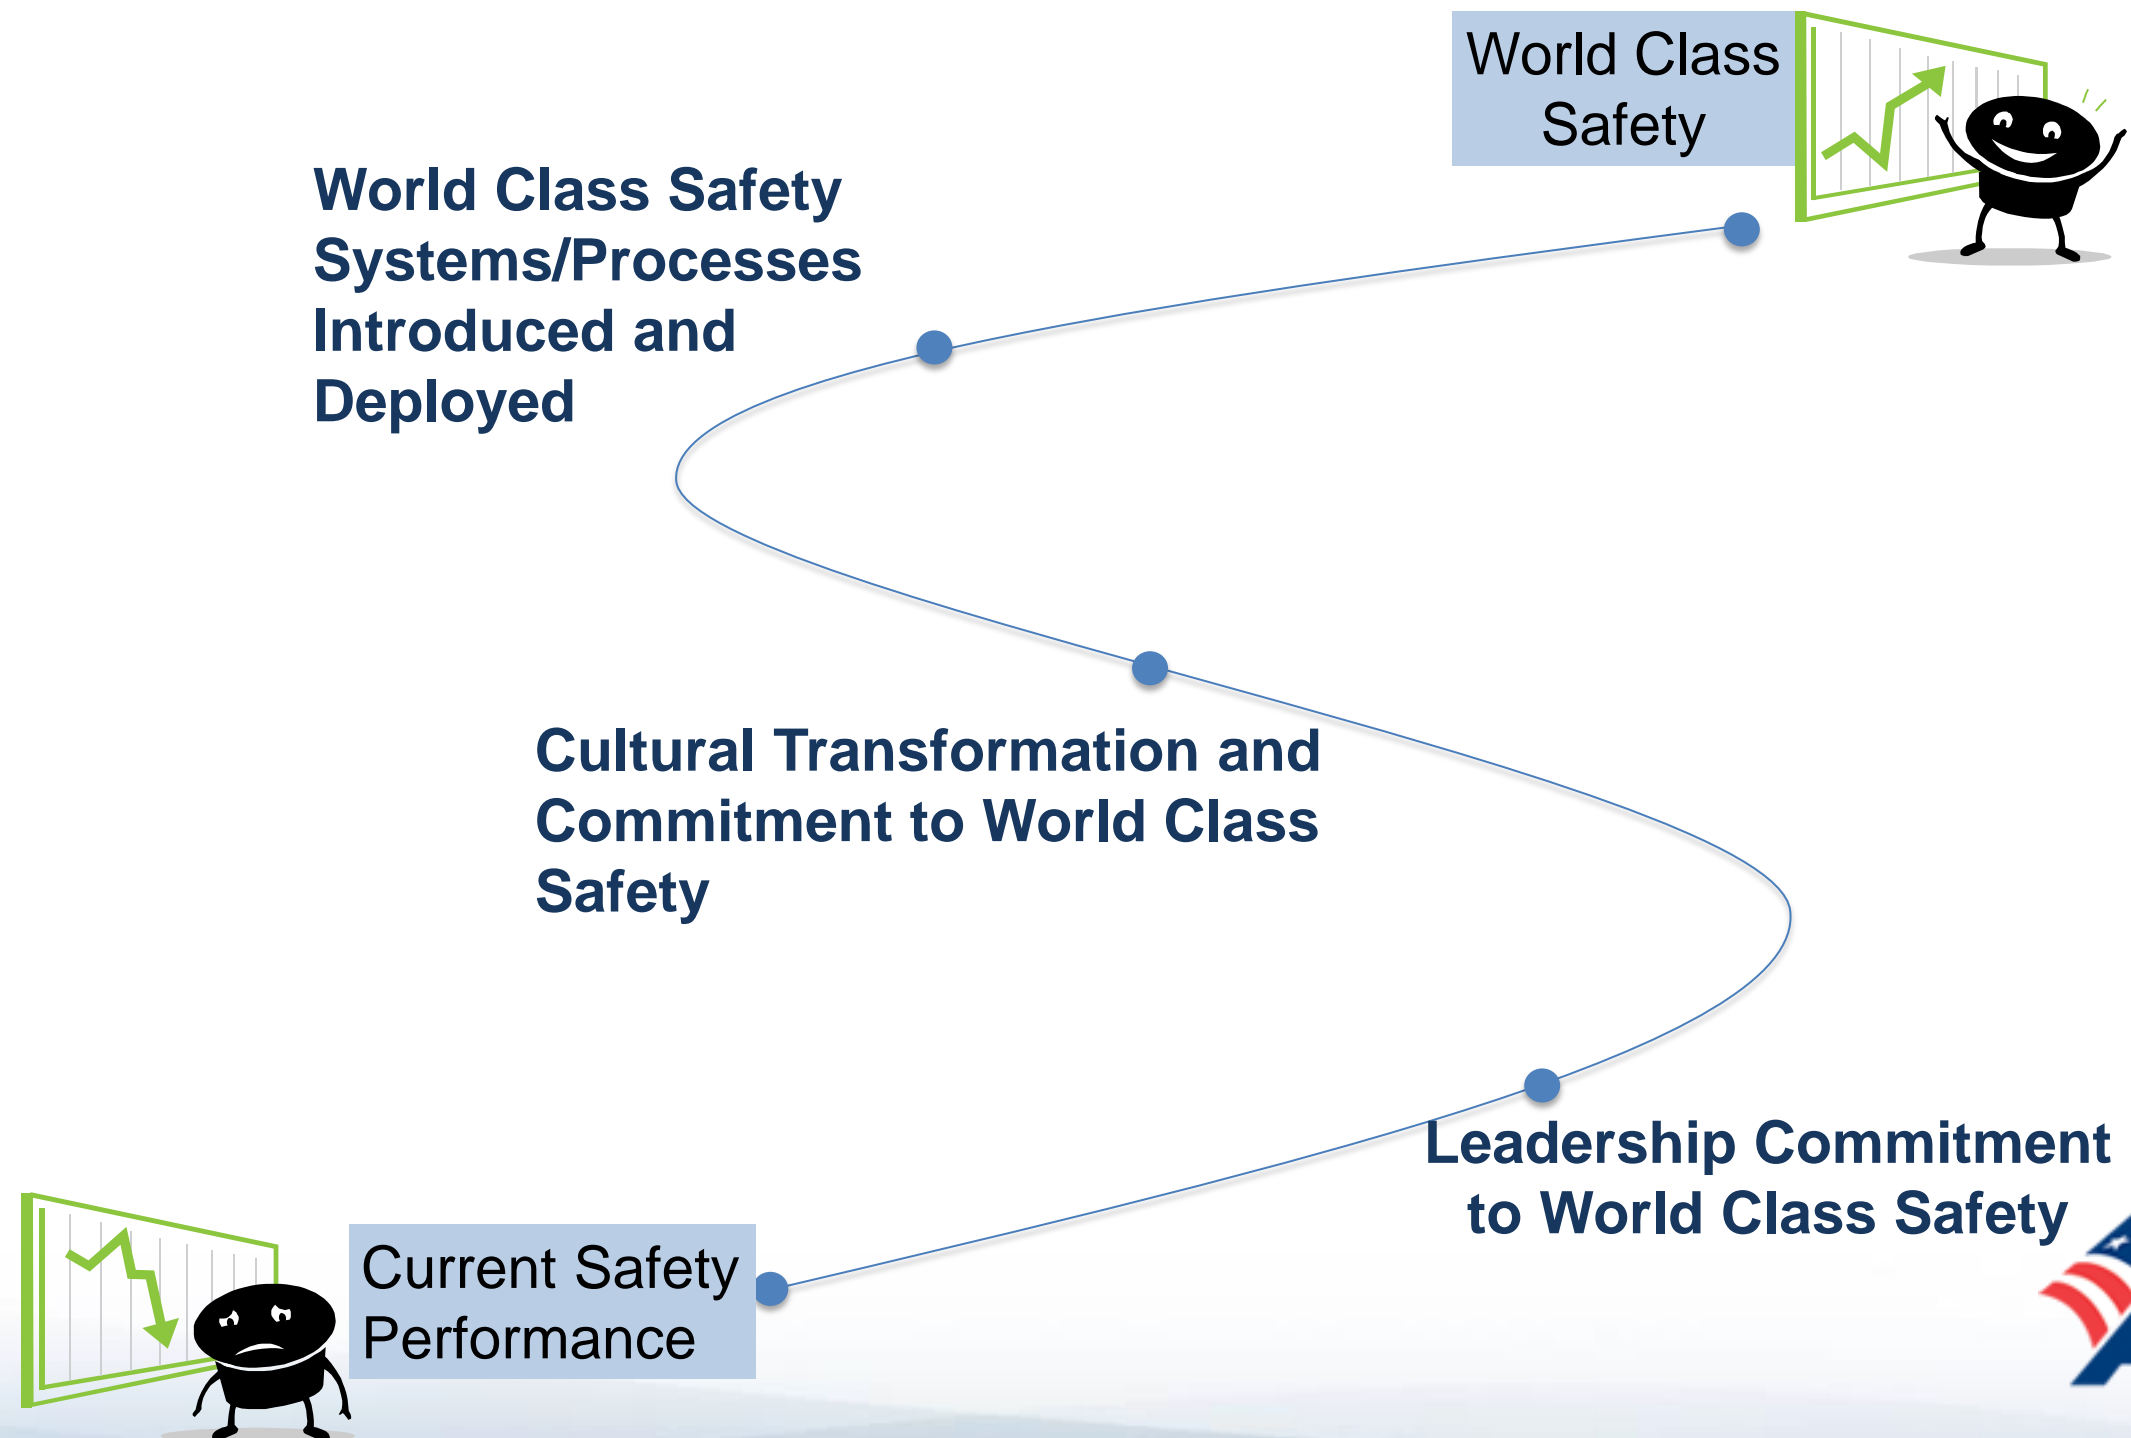 World Class
Safety
World Class Safety
Systems/Processes
Introduced and
Deployed
Cultural Transformation and
Commitment to World Class
Safety
Leadership Commitment
to World Class Safety
Current Safety
Performance